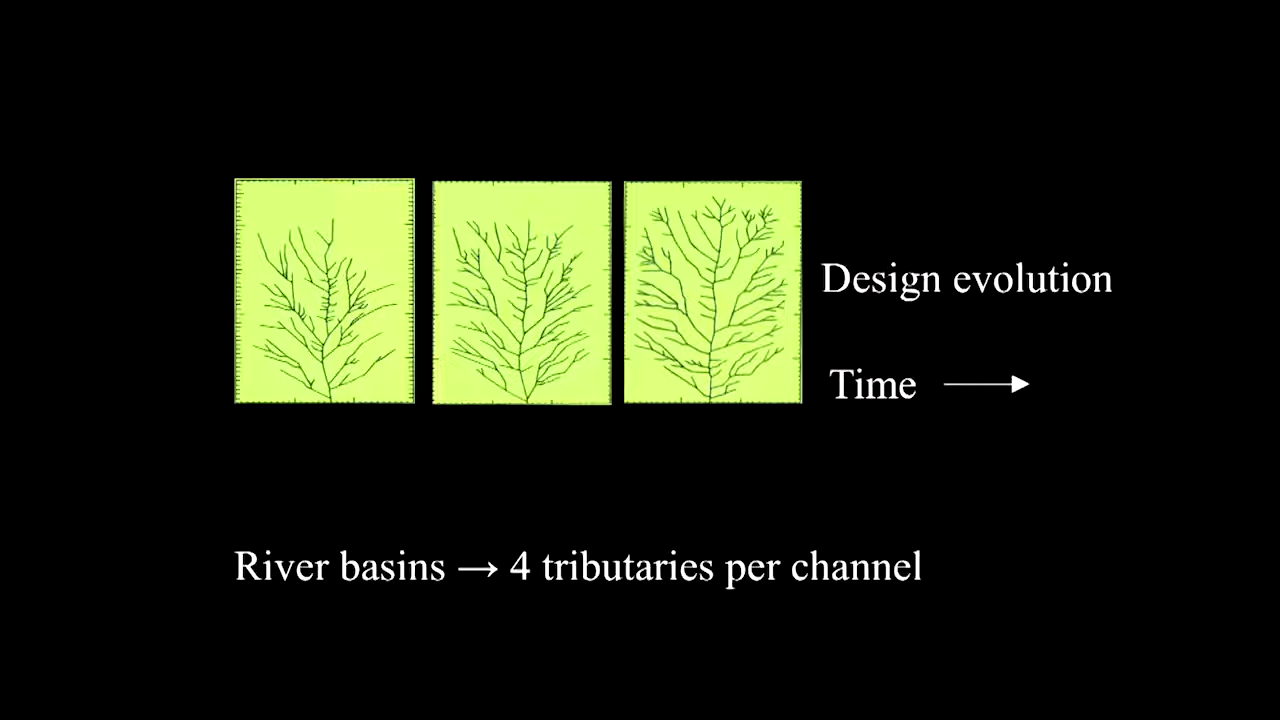 Design evolution
Time →
River basins → 4 tributaries per channel